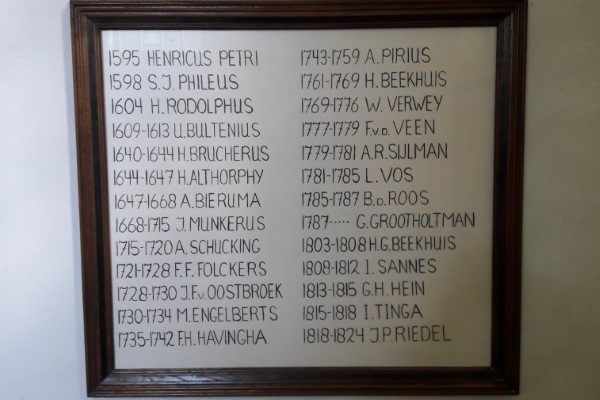 1595 HENRICUS PETRI
1598 S.J. PHILEUS
1604 H. RODOLPHUS
1609-1613 U.BULTENIUS
1640-1644 H.BRUCHERUS
1644-1647 H.ALTHORPHY
1647-1668 A.BIERUMA
1668-715 J.MUNKERUS
1715-1720 A.SCHUCKING
1721-1728 F.F. FOLCKERS
1728-1730 J.F.v.OOSTBROEK
1730-1734 M.ENGELBERTS
1735-1742 F.H.HAVINGHA
1743-1759 A.PIRIUS
1761-1769 H.BEEKHUIS
1769-1776 W. VERWEY
1777-1779 F.v.D. VEEN
1779-1781 A.R.SIJLMAN
1781-1785 L.VOS
1785-1787 B.D.ROOS
1787····· G.GROOTHOLTMAN
1803-1808 H.G.BEEKHUIS
1808-1812 I. SANNES
1813-1815 G.H. HEIN
1815-1818 I.TINGA
1818-1824 J.P.RIEDEL